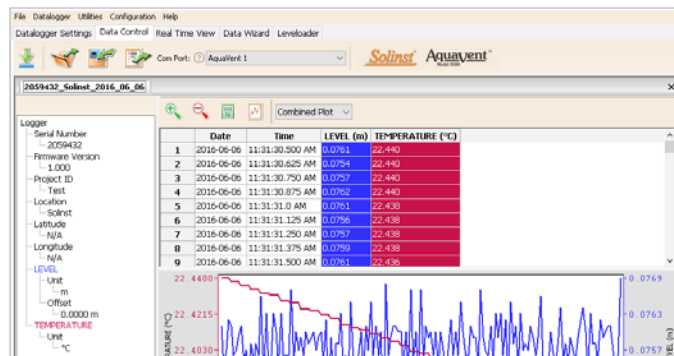 File Datalogger Utilities Configuration Help
Datalogger Settings Data Control Real Time View Data Wizard Leveloader
Com Port: ? AquaVent 1
Solinst Aquavent
2059432_Solinst_2016_06_06
Combined Plot
Logger
Serial Number
2059432
Firmware Version
1.000
Project ID
Test
Location
Solinst
Latitude
N/A
Longitude
N/A
LEVEL
Unit
m
Offset
0.0000 m
TEMPERATURE
Unit
°C
Date Time LEVEL (m) TEMPERATURE (°C)
1 2016-06-06 11:31:30.500 AM 0.0761 22.440
2 2016-06-06 11:31:30.625 AM 0.0754 22.440
3 2016-06-06 11:31:30.750 AM 0.0757 22.440
4 2016-06-06 11:31:30.875 AM 0.0762 22.440
5 2016-06-06 11:31:31.0 AM 0.0761 22.438
6 2016-06-06 11:31:31.125 AM 0.0756 22.438
7 2016-06-06 11:31:31.250 AM 0.0757 22.438
8 2016-06-06 11:31:31.375 AM 0.0759 22.438
9 2016-06-06 11:31:31.500 AM 0.0761 22.436
22.4400 0.0769
22.4215 0.0763
22.4030 0.0757
(°C)
(m)